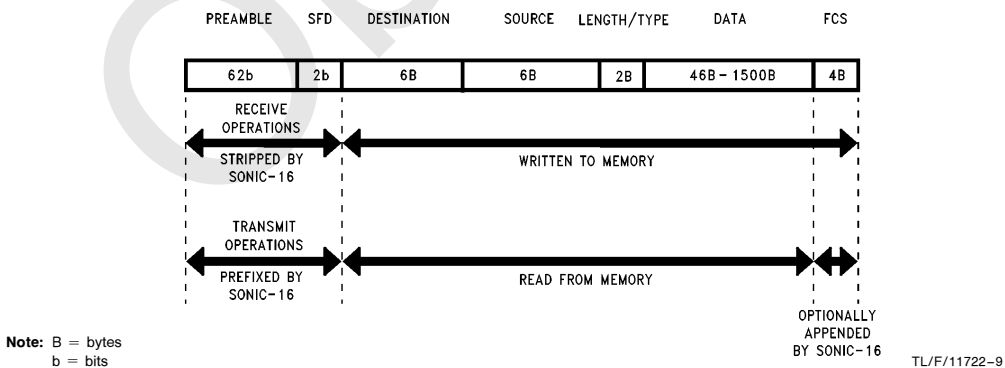 PREAMBLE SFD DESTINATION SOURCE LENGTH/TYPE DATA FCS
62b 2b 6B 6B 2B 46B-1500B 4B
RECEIVE
OPERATIONS
STRIPPED BY
SONIC-16
WRITTEN TO MEMORY
TRANSMIT
OPERATIONS
PREFIXED BY
SONIC-16
READ FROM MEMORY
OPTIONALLY
APPENDED
BY SONIC-16
Note: B = bytes
b = bits
TL/F/11722-9